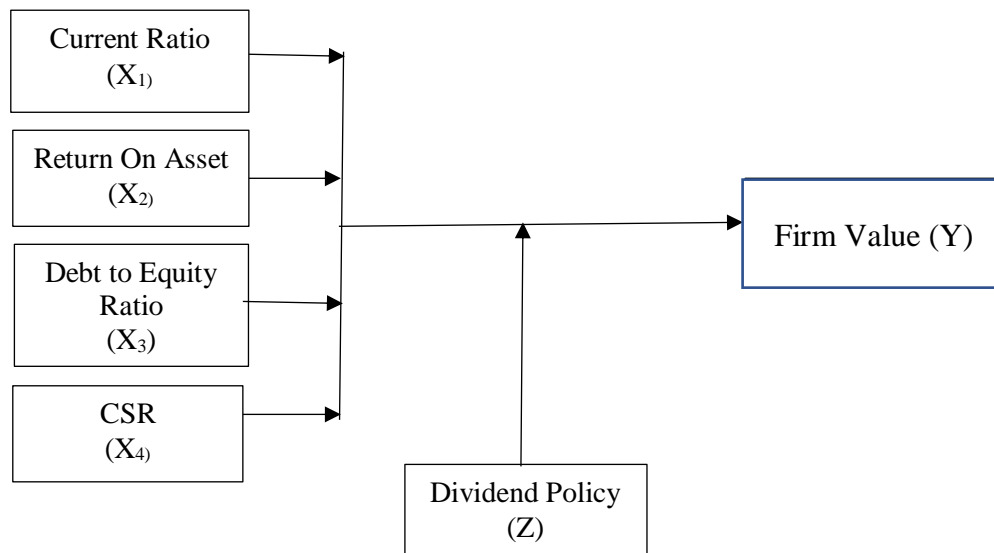 Current Ratio
(X1)
Return On Asset
(X2)
Debt to Equity
Ratio
(X3)
CSR
(X4)
Firm Value (Y)
Dividend Policy
(Z)